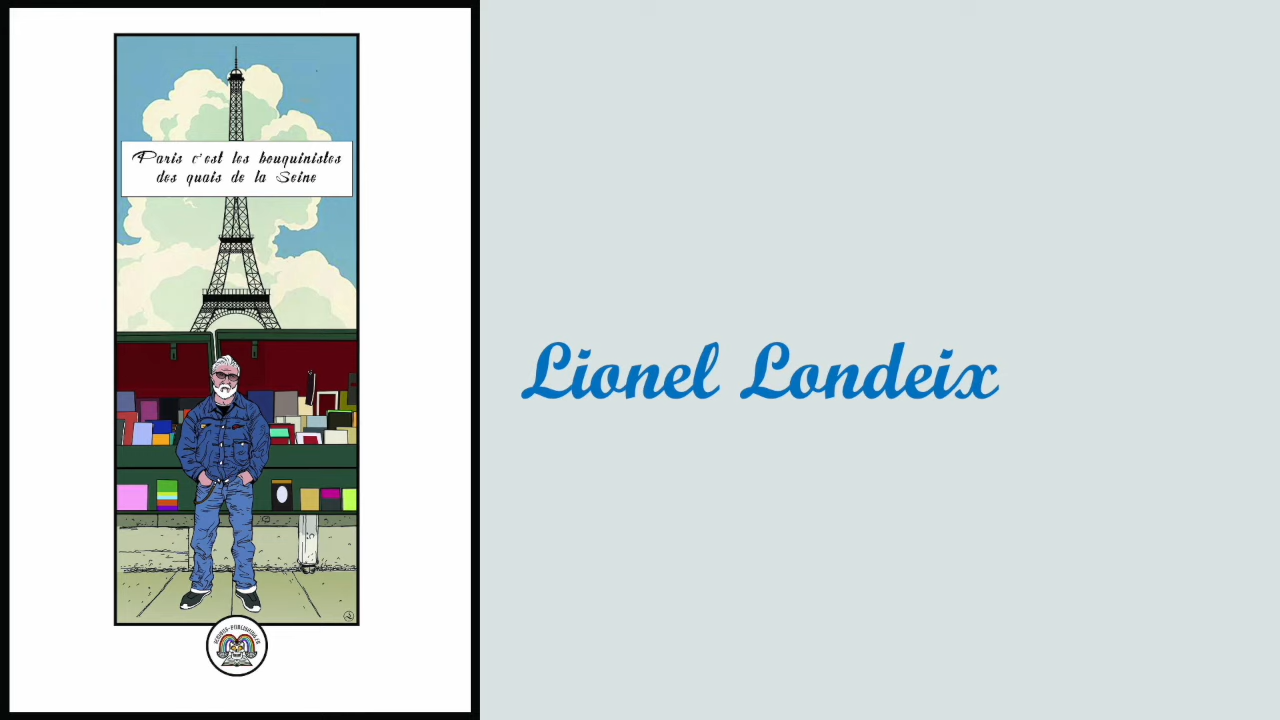 Paris c'est les bouquinistes
des quais de la Seine
Lionel Londeix